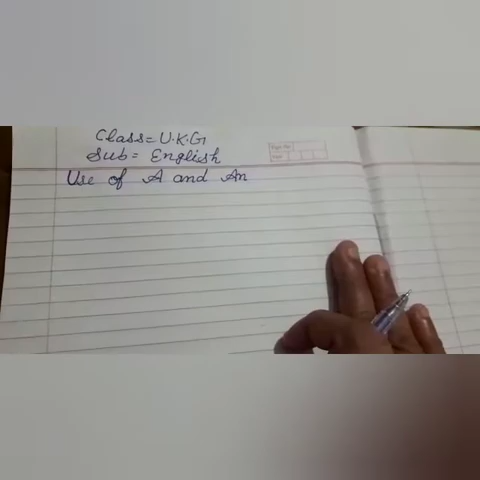 Class= U.K.G
Sub= English
Use of A and An